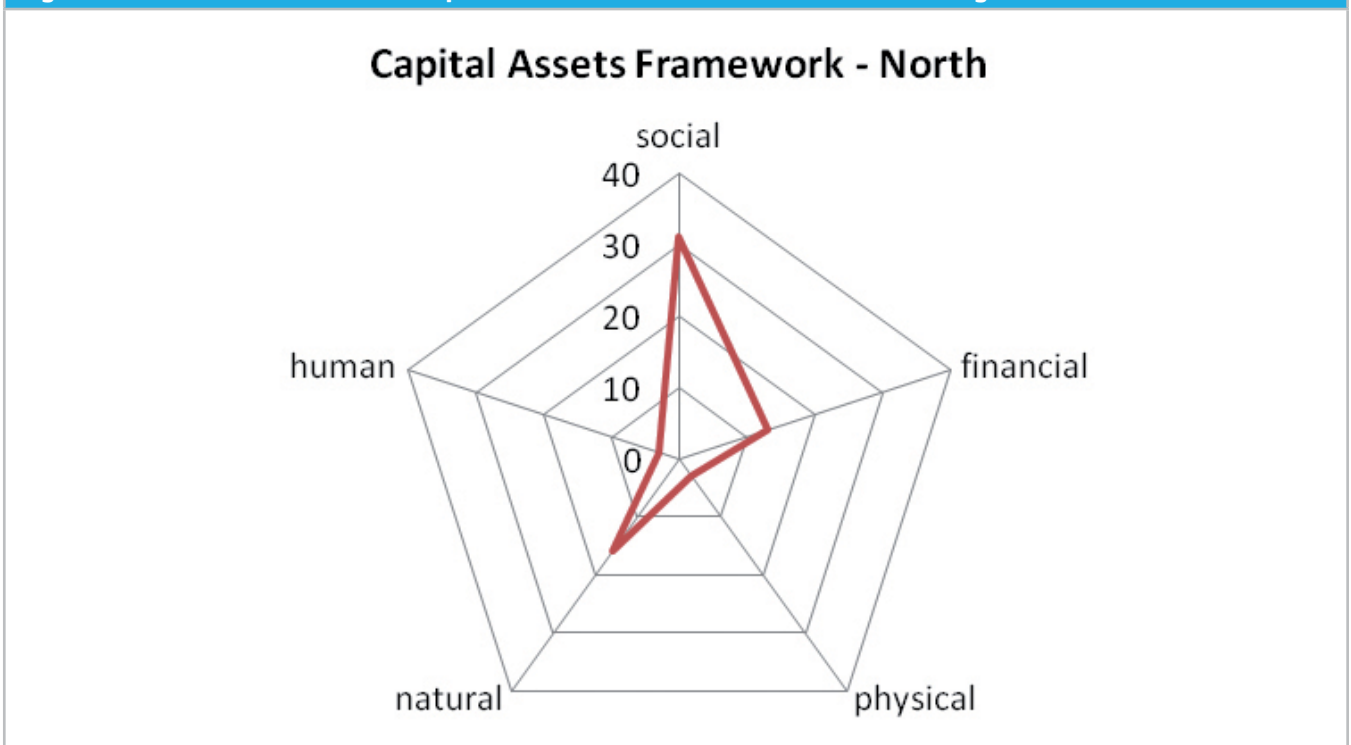 Capital Assets Framework - North
social
40
30
20
10
0
human
financial
natural
physical